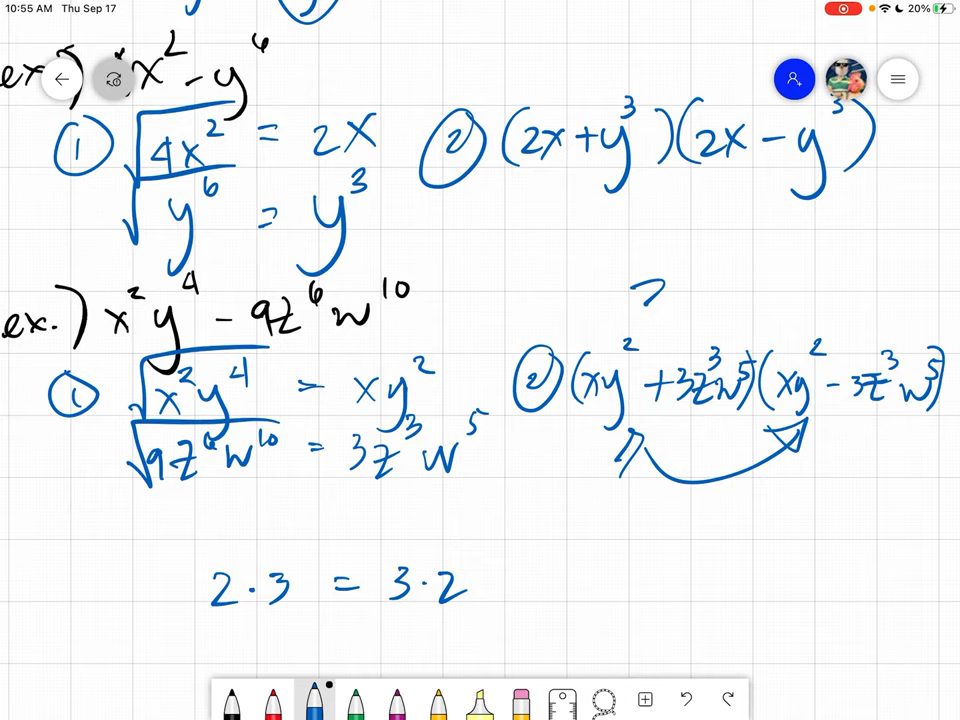 10:55 AM Thu Sep 17 20%
ex x² - y⁶
① √4x² = 2x ② (2x + y³)(2x - y³)
√y⁶ = y³
ex.) x²y⁴ - 9z⁶w¹⁰
① √x²y⁴ = xy² ② (xy² + 3z³w⁵)(xy² - 3z³w⁵)
√9z⁶w¹⁰ = 3z³w⁵
2 · 3 = 3 · 2